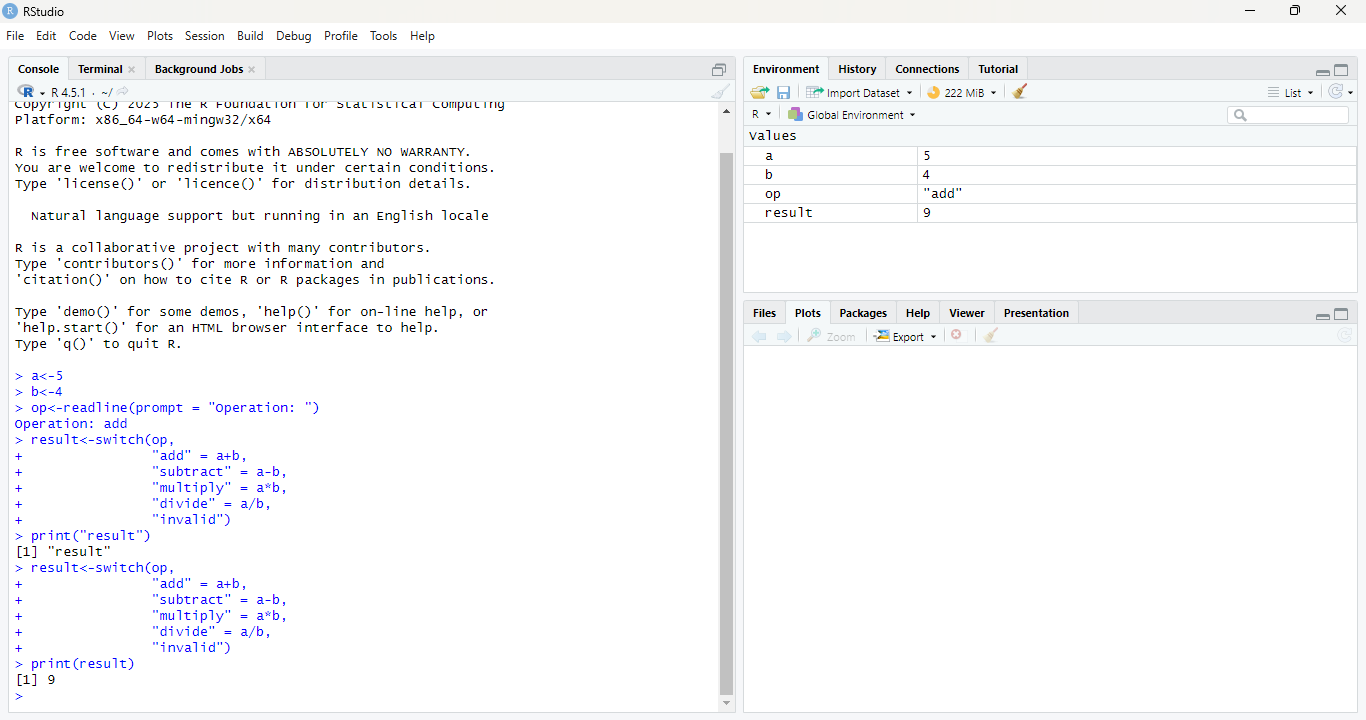 RStudio
File Edit Code View Plots Session Build Debug Profile Tools Help
Console Terminal Background Jobs
R 4.5.1 · ~/
Copyright (C) 2025 The R Foundation for Statistical Computing
Platform: x86_64-w64-mingw32/x64
R is free software and comes with ABSOLUTELY NO WARRANTY.
You are welcome to redistribute it under certain conditions.
Type 'license()' or 'licence()' for distribution details.
Natural language support but running in an English locale
R is a collaborative project with many contributors.
Type 'contributors()' for more information and
'citation()' on how to cite R or R packages in publications.
Type 'demo()' for some demos, 'help()' for on-line help, or
'help.start()' for an HTML browser interface to help.
Type 'q()' to quit R.
> a<-5
> b<-4
> op<-readline(prompt = "Operation: ")
Operation: add
> result<-switch(op,
+ "add" = a+b,
+ "subtract" = a-b,
+ "multiply" = a*b,
+ "divide" = a/b,
+ "invalid")
> print("result")
[1] "result"
> result<-switch(op,
+ "add" = a+b,
+ "subtract" = a-b,
+ "multiply" = a*b,
+ "divide" = a/b,
+ "invalid")
> print(result)
[1] 9
>
Environment History Connections Tutorial
Import Dataset 222 MiB List
R Global Environment
Values
a 5
b 4
op "add"
result 9
Files Plots Packages Help Viewer Presentation
Zoom Export